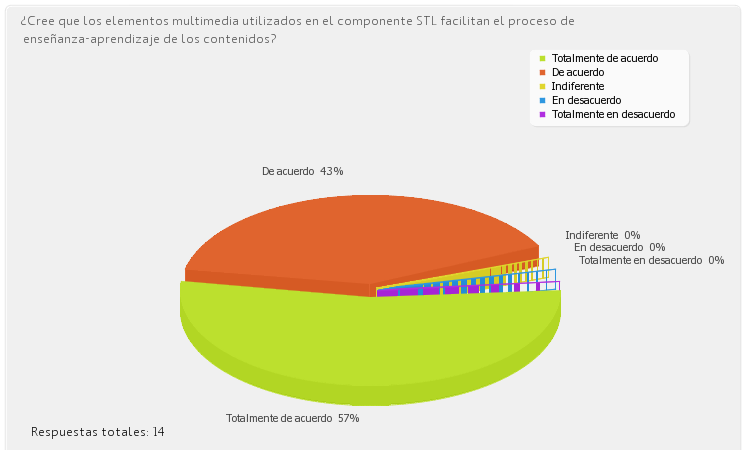 ¿Cree que los elementos multimedia utilizados en el componente STL facilitan el proceso de
enseñanza-aprendizaje de los contenidos?
Totalmente de acuerdo
De acuerdo
Indiferente
En desacuerdo
Totalmente en desacuerdo
De acuerdo 43%
Indiferente 0%
En desacuerdo 0%
Totalmente en desacuerdo 0%
Totalmente de acuerdo 57%
Respuestas totales: 14